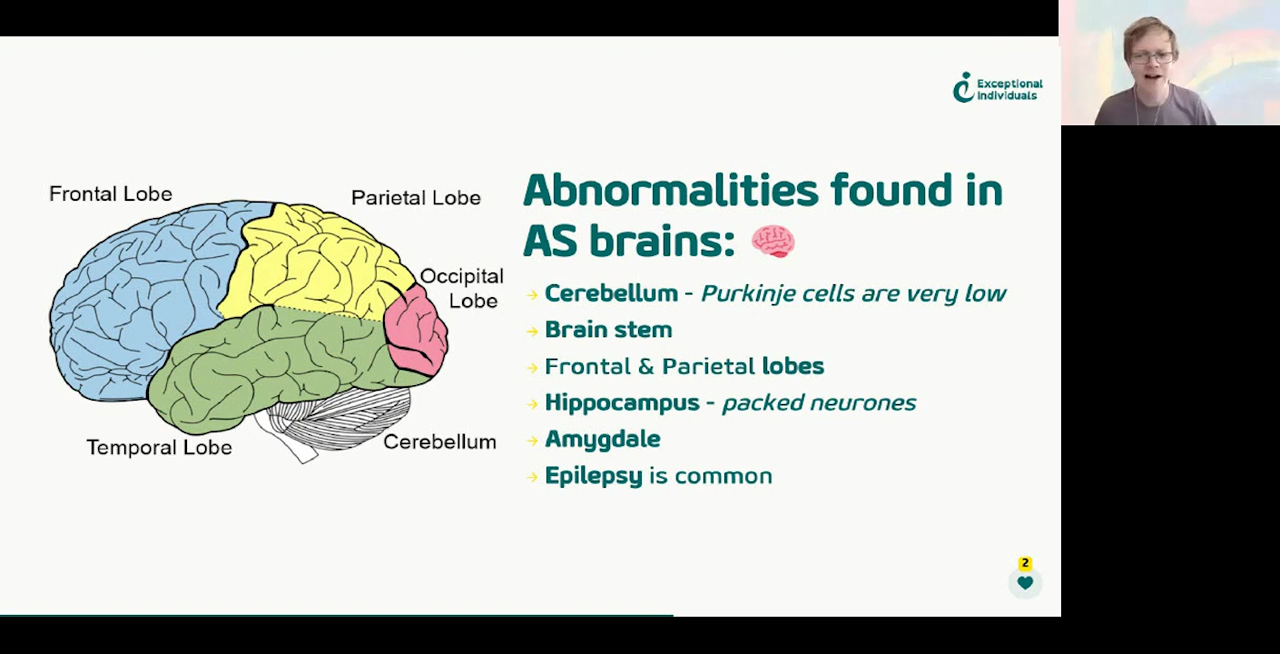 Exceptional
Individuals
Frontal Lobe
Parietal Lobe
Occipital
Lobe
Temporal Lobe
Cerebellum
Abnormalities found in
AS brains:
→ Cerebellum - Purkinje cells are very low
→ Brain stem
→ Frontal & Parietal lobes
→ Hippocampus - packed neurones
→ Amygdale
→ Epilepsy is common
2